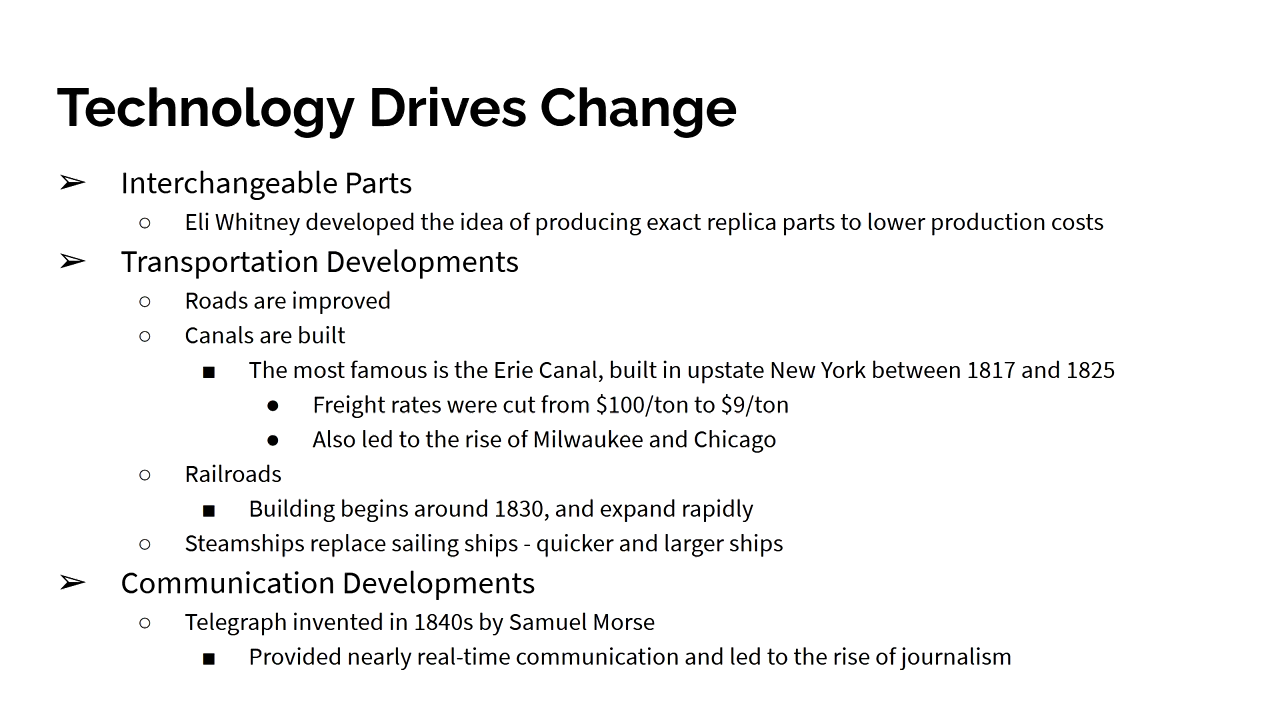 Technology Drives Change
➢ Interchangeable Parts
○ Eli Whitney developed the idea of producing exact replica parts to lower production costs
➢ Transportation Developments
○ Roads are improved
○ Canals are built
■ The most famous is the Erie Canal, built in upstate New York between 1817 and 1825
● Freight rates were cut from $100/ton to $9/ton
● Also led to the rise of Milwaukee and Chicago
○ Railroads
■ Building begins around 1830, and expand rapidly
○ Steamships replace sailing ships - quicker and larger ships
➢ Communication Developments
○ Telegraph invented in 1840s by Samuel Morse
■ Provided nearly real-time communication and led to the rise of journalism